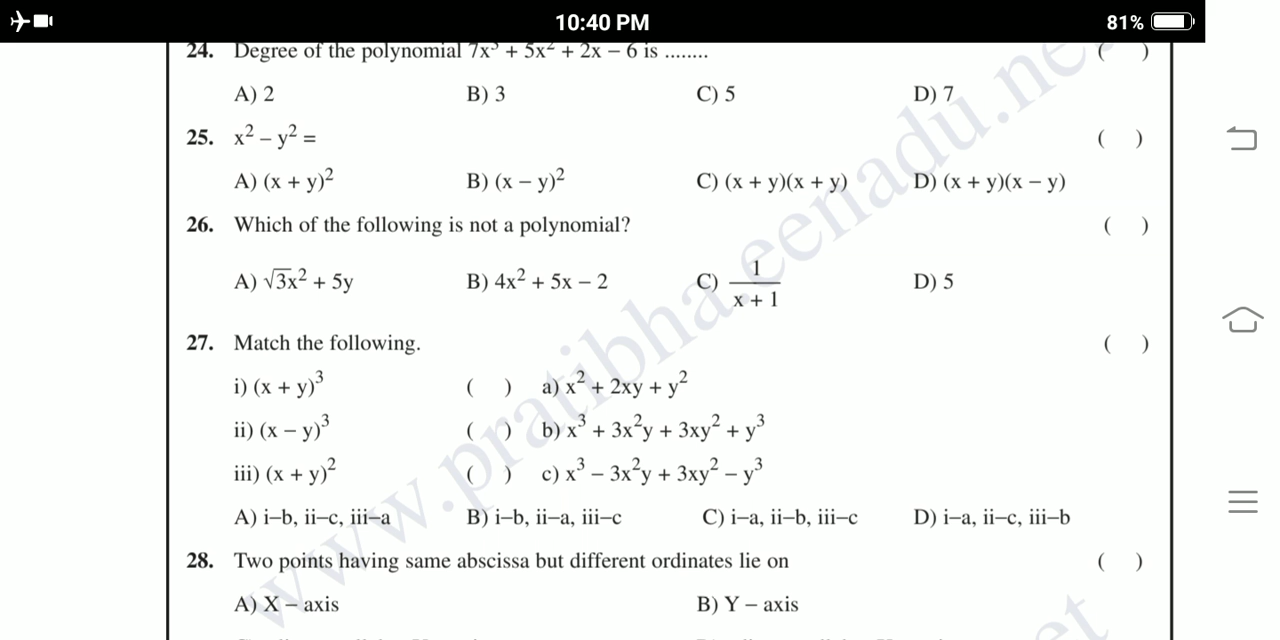 10:40 PM 81%
24. Degree of the polynomial 7x³ + 5x² + 2x – 6 is ........ ( )
A) 2 B) 3 C) 5 D) 7
25. x² – y² = ( )
A) (x + y)² B) (x – y)² C) (x + y)(x + y) D) (x + y)(x – y)
26. Which of the following is not a polynomial? ( )
A) √3x² + 5y B) 4x² + 5x – 2 C) 1/(x + 1) D) 5
27. Match the following. ( )
i) (x + y)³ ( ) a) x² + 2xy + y²
ii) (x – y)³ ( ) b) x³ + 3x²y + 3xy² + y³
iii) (x + y)² ( ) c) x³ – 3x²y + 3xy² – y³
A) i–b, ii–c, iii–a B) i–b, ii–a, iii–c C) i–a, ii–b, iii–c D) i–a, ii–c, iii–b
28. Two points having same abscissa but different ordinates lie on ( )
A) X – axis B) Y – axis
www.pratibha.eenadu.ne